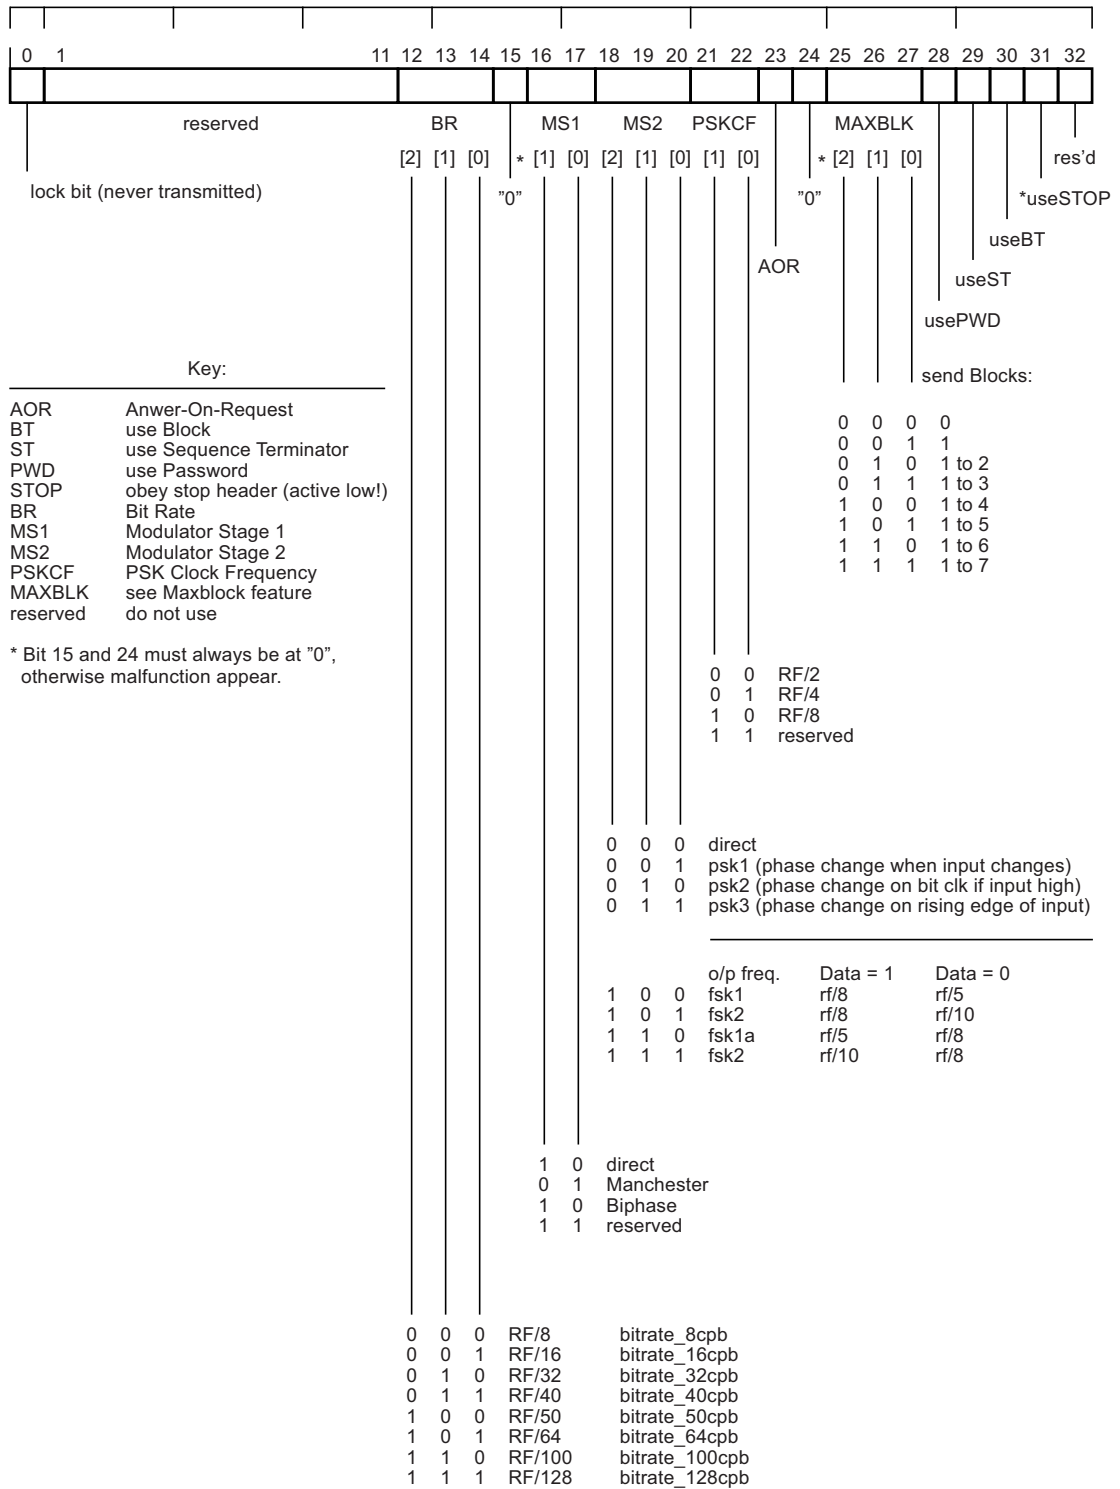 0 1 11 12 13 14 15 16 17 18 19 20 21 22 23 24 25 26 27 28 29 30 31 32
reserved BR MS1 MS2 PSKCF MAXBLK
[2] [1] [0] * [1] [0] [2] [1] [0] [1] [0] * [2] [1] [0] res'd
lock bit (never transmitted) "0" "0" *useSTOP
useBT
AOR
useST
usePWD
Key:
send Blocks:
AOR Anwer-On-Request
BT use Block
ST use Sequence Terminator
PWD use Password
STOP obey stop header (active low!)
BR Bit Rate
MS1 Modulator Stage 1
MS2 Modulator Stage 2
PSKCF PSK Clock Frequency
MAXBLK see Maxblock feature
reserved do not use
* Bit 15 and 24 must always be at "0",
otherwise malfunction appear.
0 0 0 0
0 0 1 1
0 1 0 1 to 2
0 1 1 1 to 3
1 0 0 1 to 4
1 0 1 1 to 5
1 1 0 1 to 6
1 1 1 1 to 7
0 0 RF/2
0 1 RF/4
1 0 RF/8
1 1 reserved
0 0 0 direct
0 0 1 psk1 (phase change when input changes)
0 1 0 psk2 (phase change on bit clk if input high)
0 1 1 psk3 (phase change on rising edge of input)
o/p freq. Data = 1 Data = 0
1 0 0 fsk1 rf/8 rf/5
1 0 1 fsk2 rf/8 rf/10
1 1 0 fsk1a rf/5 rf/8
1 1 1 fsk2 rf/10 rf/8
1 0 direct
0 1 Manchester
1 0 Biphase
1 1 reserved
0 0 0 RF/8 bitrate_8cpb
0 0 1 RF/16 bitrate_16cpb
0 1 0 RF/32 bitrate_32cpb
0 1 1 RF/40 bitrate_40cpb
1 0 0 RF/50 bitrate_50cpb
1 0 1 RF/64 bitrate_64cpb
1 1 0 RF/100 bitrate_100cpb
1 1 1 RF/128 bitrate_128cpb